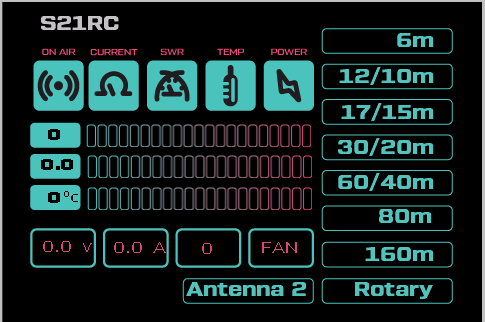 S21RC
ON AIR CURRENT SWR TEMP POWER
0
0.0
0 °C
0.0 V 0.0 A 0 FAN
Antenna 2
6m
12/10m
17/15m
30/20m
60/40m
80m
160m
Rotary